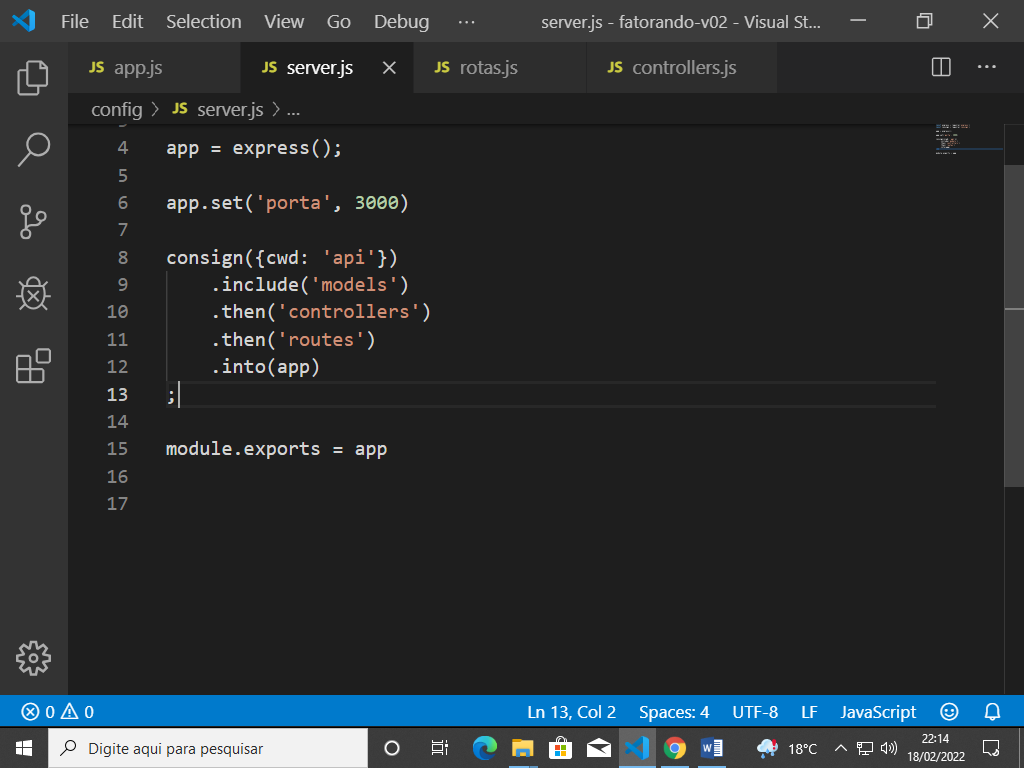 File Edit Selection View Go Debug ··· server.js - fatorando-v02 - Visual St...
JS app.js JS server.js JS rotas.js JS controllers.js ···
config > JS server.js > ...
4 app = express();
5
6 app.set('porta', 3000)
7
8 consign({cwd: 'api'})
9 .include('models')
10 .then('controllers')
11 .then('routes')
12 .into(app)
13 ;
14
15 module.exports = app
16
17
0 0 Ln 13, Col 2 Spaces: 4 UTF-8 LF JavaScript
Digite aqui para pesquisar 18°C 22:14
18/02/2022